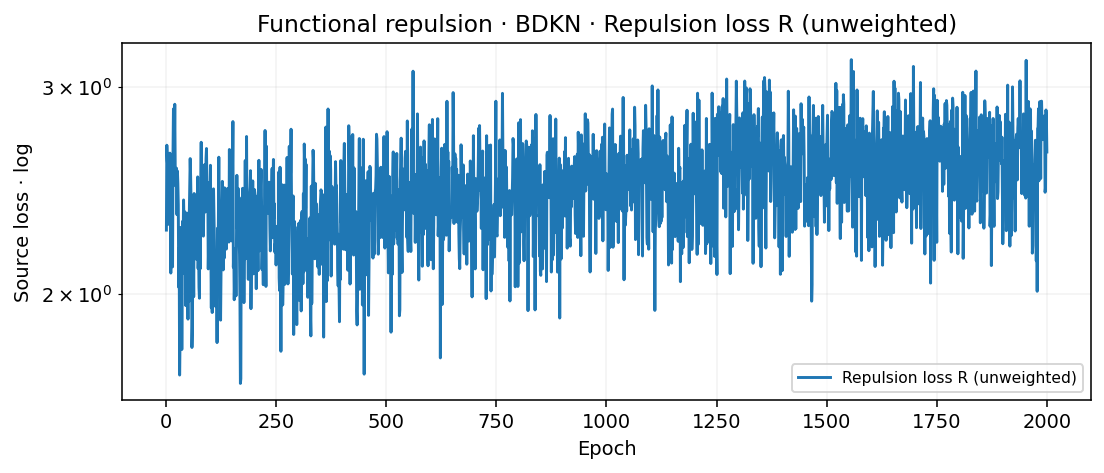 Functional repulsion · BDKN · Repulsion loss R (unweighted)
3 × 10⁰
2 × 10⁰
Source loss · log
Repulsion loss R (unweighted)
0 250 500 750 1000 1250 1500 1750 2000
Epoch